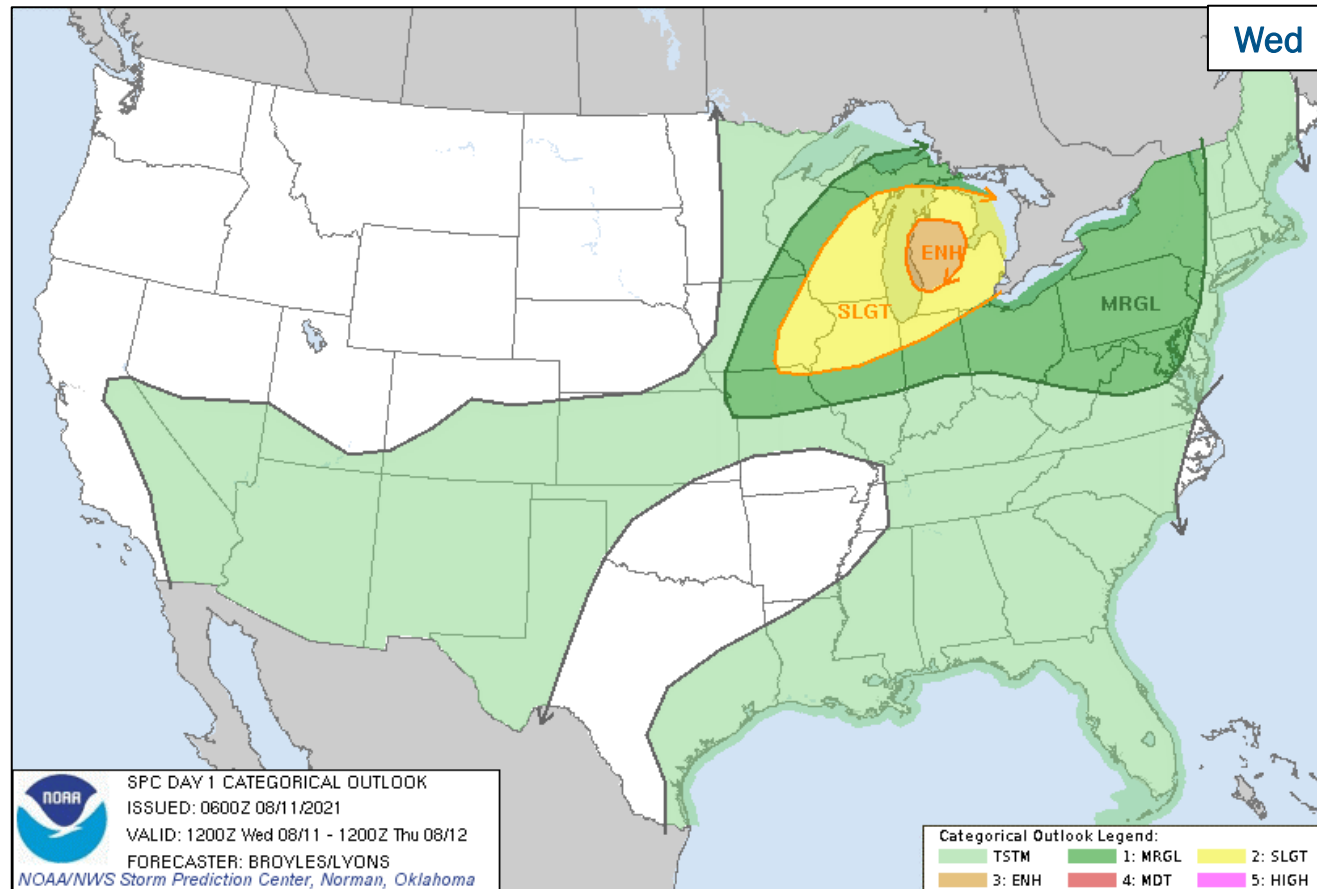 Wed
ENH
SLGT
MRGL
NOAA
SPC DAY 1 CATEGORICAL OUTLOOK
ISSUED: 0600Z 08/11/2021
VALID: 1200Z Wed 08/11 - 1200Z Thu 08/12
FORECASTER: BROYLES/LYONS
NOAA/NWS Storm Prediction Center, Norman, Oklahoma
Categorical Outlook Legend:
TSTM 1: MRGL 2: SLGT
3: ENH 4: MDT 5: HIGH